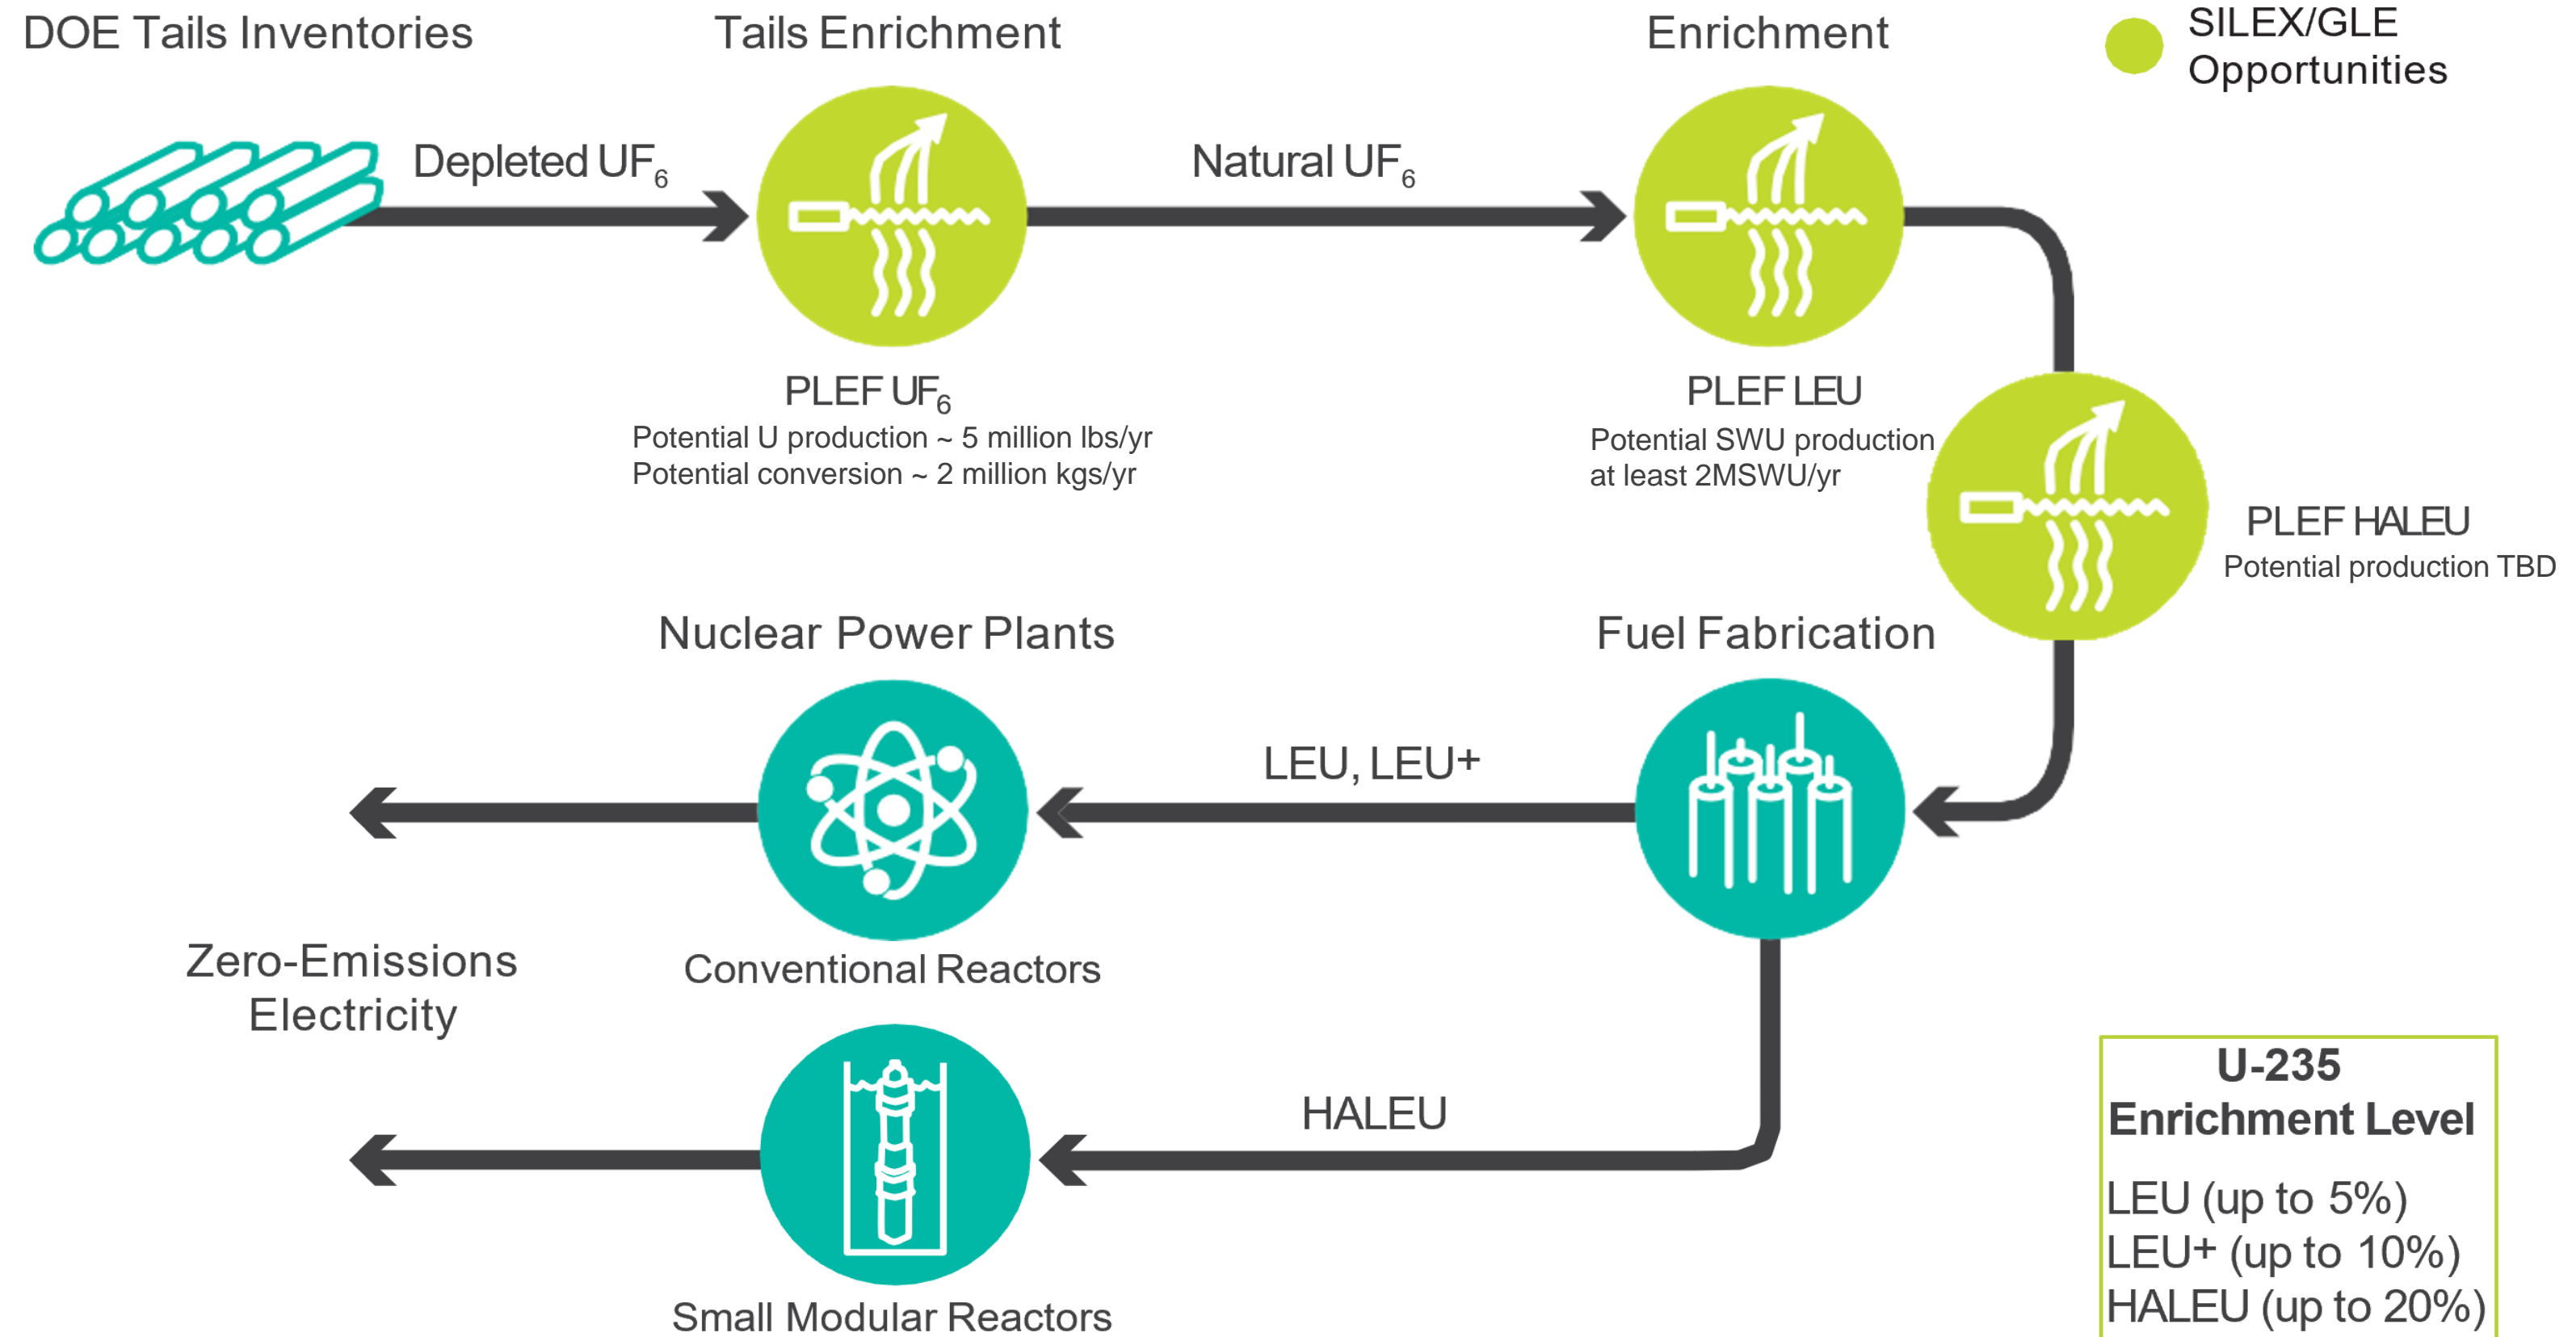 DOE Tails Inventories
Tails Enrichment
Enrichment
SILEX/GLE
Opportunities
Depleted UF₆
Natural UF₆
PLEF UF₆
Potential U production ~ 5 million lbs/yr
Potential conversion ~ 2 million kgs/yr
PLEF LEU
Potential SWU production
at least 2MSWU/yr
PLEF HALEU
Potential production TBD
Nuclear Power Plants
Fuel Fabrication
LEU, LEU+
Conventional Reactors
Zero-Emissions
Electricity
HALEU
Small Modular Reactors
U-235
Enrichment Level
LEU (up to 5%)
LEU+ (up to 10%)
HALEU (up to 20%)